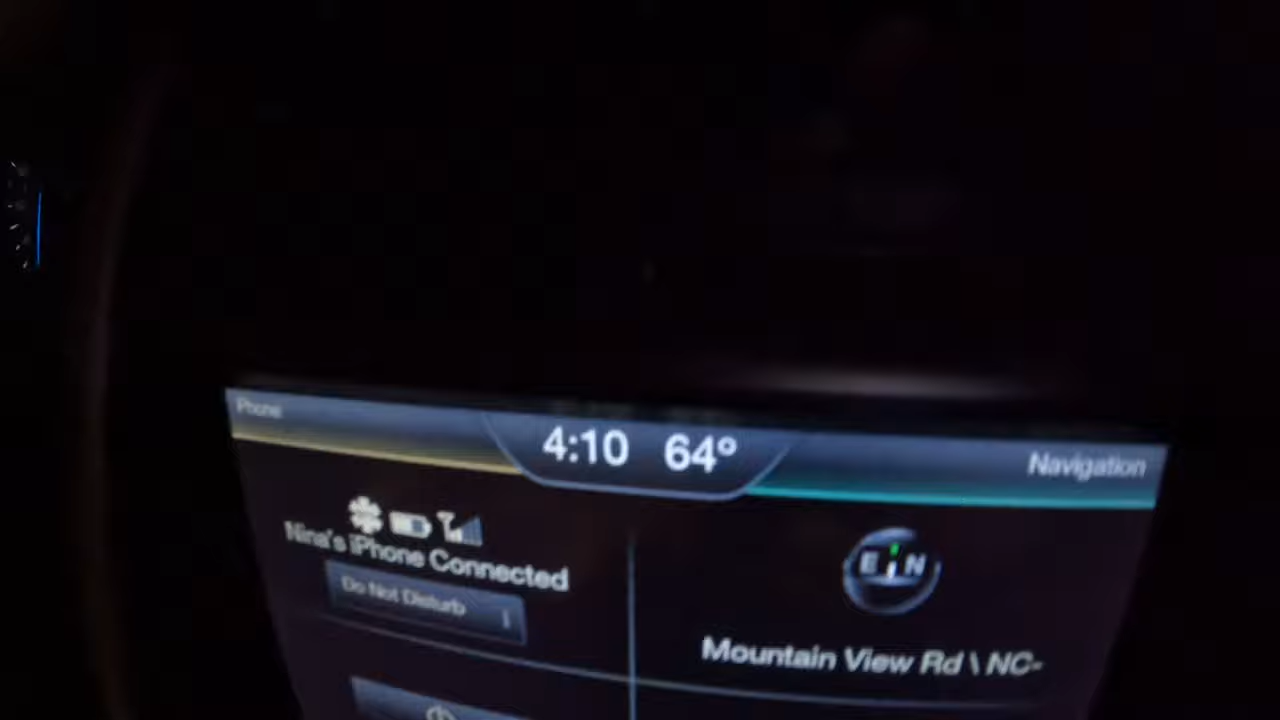 Phone
4:10 64°
Navigation
Nina's iPhone Connected
Do Not Disturb
E N
Mountain View Rd \ NC-